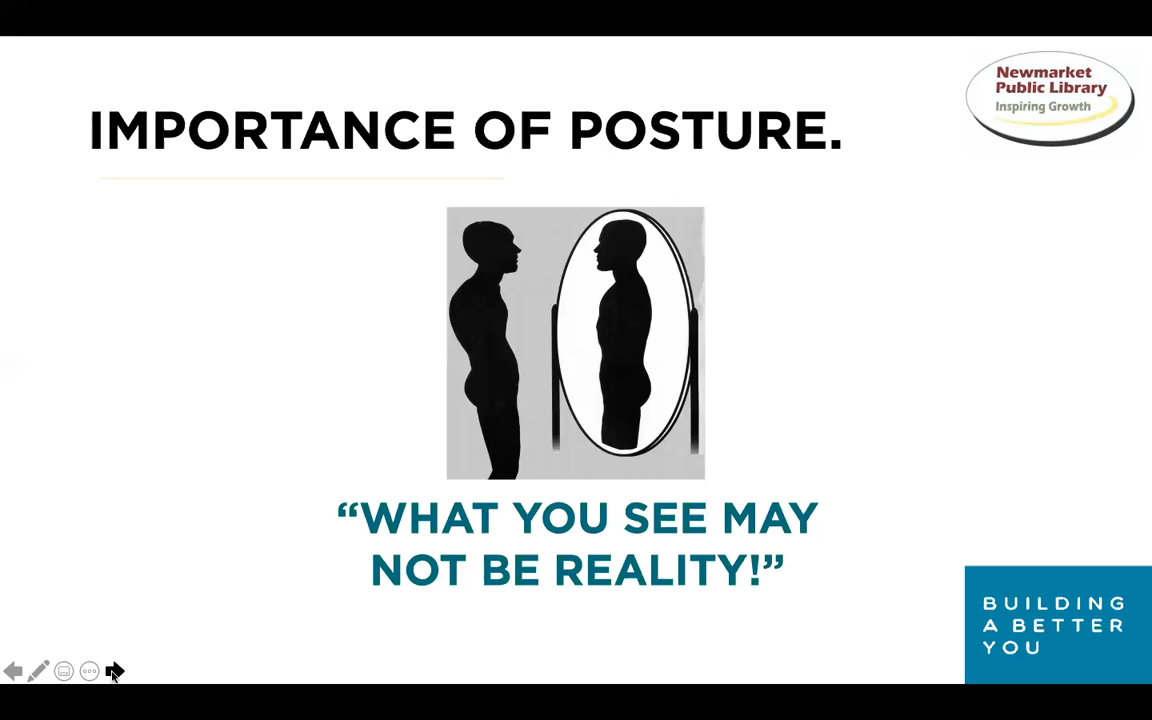 Newmarket
Public Library
Inspiring Growth
IMPORTANCE OF POSTURE.
“WHAT YOU SEE MAY
NOT BE REALITY!”
BUILDING
A BETTER
YOU